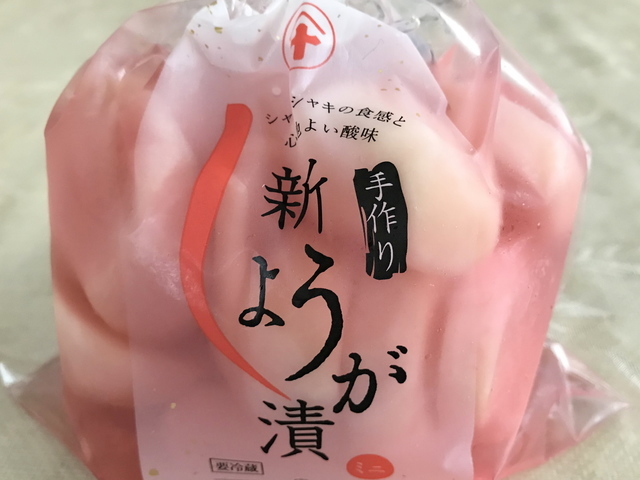 ト
シャキシャキの食感と
心地よい酸味
手作り
新しょうが漬
要冷蔵
ミニ